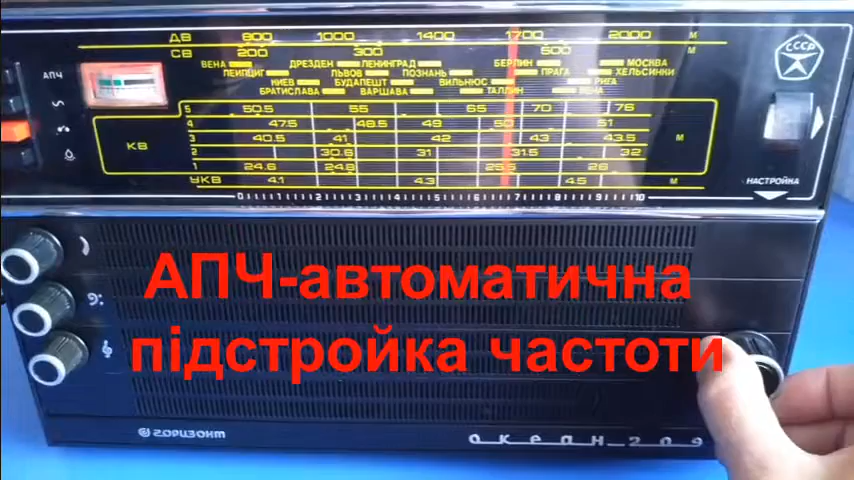 ДВ 800 1000 1400 1700 2000 М
СВ 200 300 500 М
ВЕНА ДРЕЗДЕН ЛЕНИНГРАД БЕРЛИН МОСКВА
ЛЕЙПЦИГ ЛЬВОВ ПОЗНАНЬ ПРАГА ХЕЛЬСИНКИ
КИЕВ БУДАПЕШТ ВИЛЬНЮС РИГА
БРАТИСЛАВА ВАРШАВА ТАЛЛИН ВЕНА
АПЧ
СССР
5 50.5 55 65 70 76
4 47.5 48.5 49 50 51
КВ 3 40.5 41 42 43 43.5 М
2 30.6 31 31.5 32
1 24.6 24.8 25.5 26
УКВ 4.1 4.3 4.5 М
0 1 2 3 4 5 6 7 8 9 10
НАСТРОЙКА
АПЧ-автоматична
підстройка частоти
горизонт
океан-209